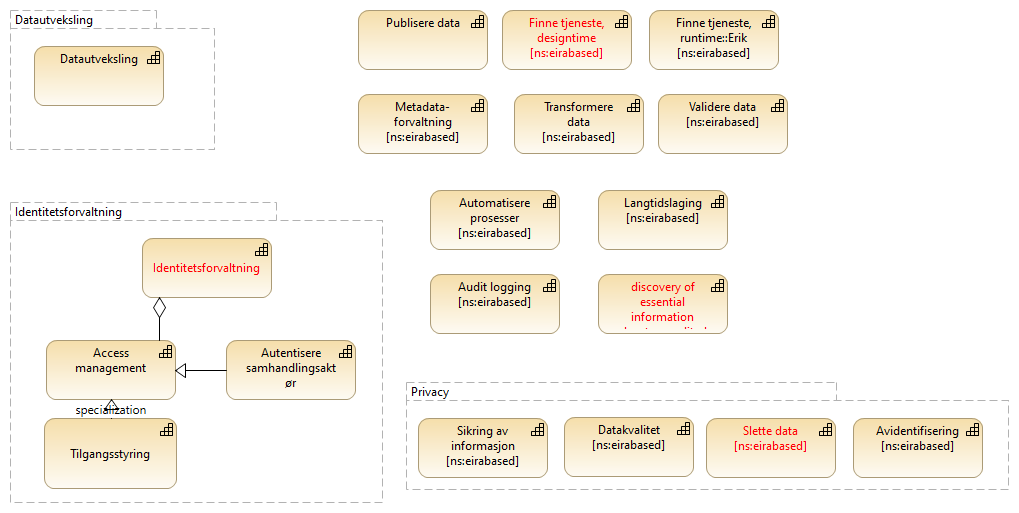 Datautveksling
Datautveksling
Publisere data
Finne tjeneste,
designtime
[ns:eirabased]
Finne tjeneste,
runtime::Erik
[ns:eirabased]
Metadata-
forvaltning
[ns:eirabased]
Transformere
data
[ns:eirabased]
Validere data
[ns:eirabased]
Identitetsforvaltning
Identitetsforvaltning
Access
management
Autentisere
samhandlingsakt
ør
specialization
Tilgangsstyring
Automatisere
prosesser
[ns:eirabased]
Langtidslaging
[ns:eirabased]
Audit logging
[ns:eirabased]
discovery of
essential
information
Privacy
Sikring av
informasjon
[ns:eirabased]
Datakvalitet
[ns:eirabased]
Slette data
[ns:eirabased]
Avidentifisering
[ns:eirabased]